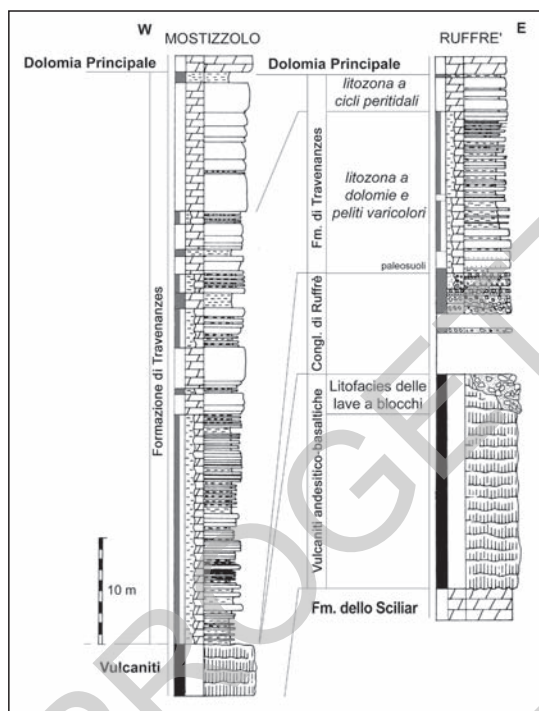 W
E
MOSTIZZOLO
RUFFRE'
Dolomia Principale
Dolomia Principale
litozona a
cicli peritidali
Fm. di Travenanzes
litozona a
dolomie e
peliti varicolori
paleosuoli
Congl. di Ruffrè
Formazione di Travenanzes
Litofacies delle
lave a blocchi
Vulcaniti andesitico-basaltiche
10 m
Fm. dello Sciliar
Vulcaniti
PROGET